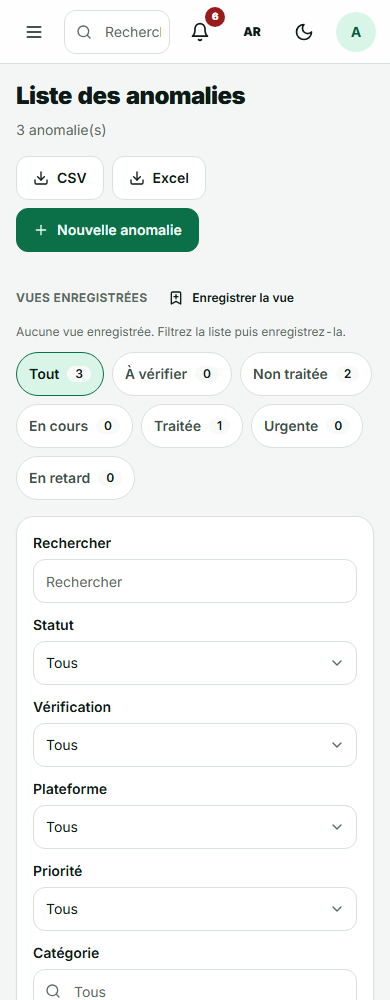 Recherc
6
AR
A
Liste des anomalies
3 anomalie(s)
CSV
Excel
Nouvelle anomalie
VUES ENREGISTRÉES
Enregistrer la vue
Aucune vue enregistrée. Filtrez la liste puis enregistrez-la.
Tout 3
À vérifier 0
Non traitée 2
En cours 0
Traitée 1
Urgente 0
En retard 0
Rechercher
Rechercher
Statut
Tous
Vérification
Tous
Plateforme
Tous
Priorité
Tous
Catégorie
Tous